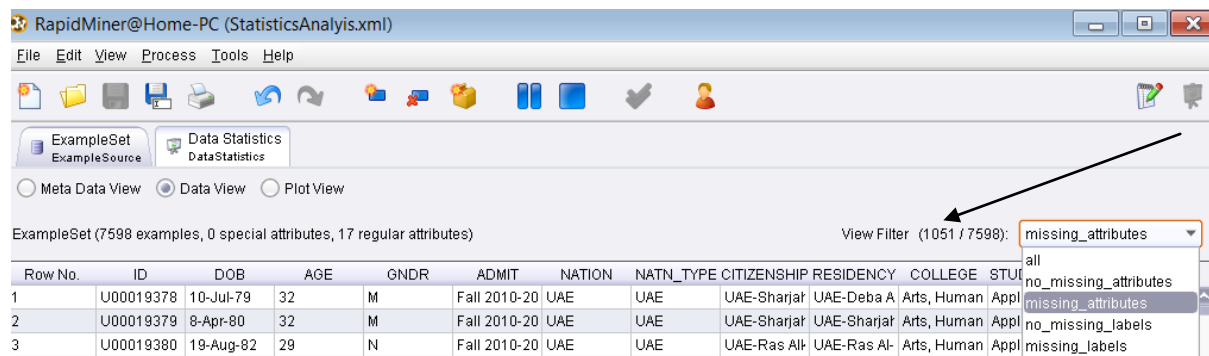 RapidMiner@Home-PC (StatisticsAnalyis.xml)
File Edit View Process Tools Help
ExampleSet
ExampleSource
Data Statistics
DataStatistics
Meta Data View Data View Plot View
ExampleSet (7598 examples, 0 special attributes, 17 regular attributes) View Filter (1051 / 7598): missing_attributes
all
no_missing_attributes
missing_attributes
no_missing_labels
missing_labels
Row No. ID DOB AGE GNDR ADMIT NATION NATN_TYPE CITIZENSHIP RESIDENCY COLLEGE STUD
1 U00019378 10-Jul-79 32 M Fall 2010-20 UAE UAE UAE-Sharjah UAE-Deba A Arts, Human Appl
2 U00019379 8-Apr-80 32 M Fall 2010-20 UAE UAE UAE-Sharjah UAE-Sharjah Arts, Human Appl
3 U00019380 19-Aug-82 29 N Fall 2010-20 UAE UAE UAE-Ras Al- UAE-Ras Al- Arts, Human Appl